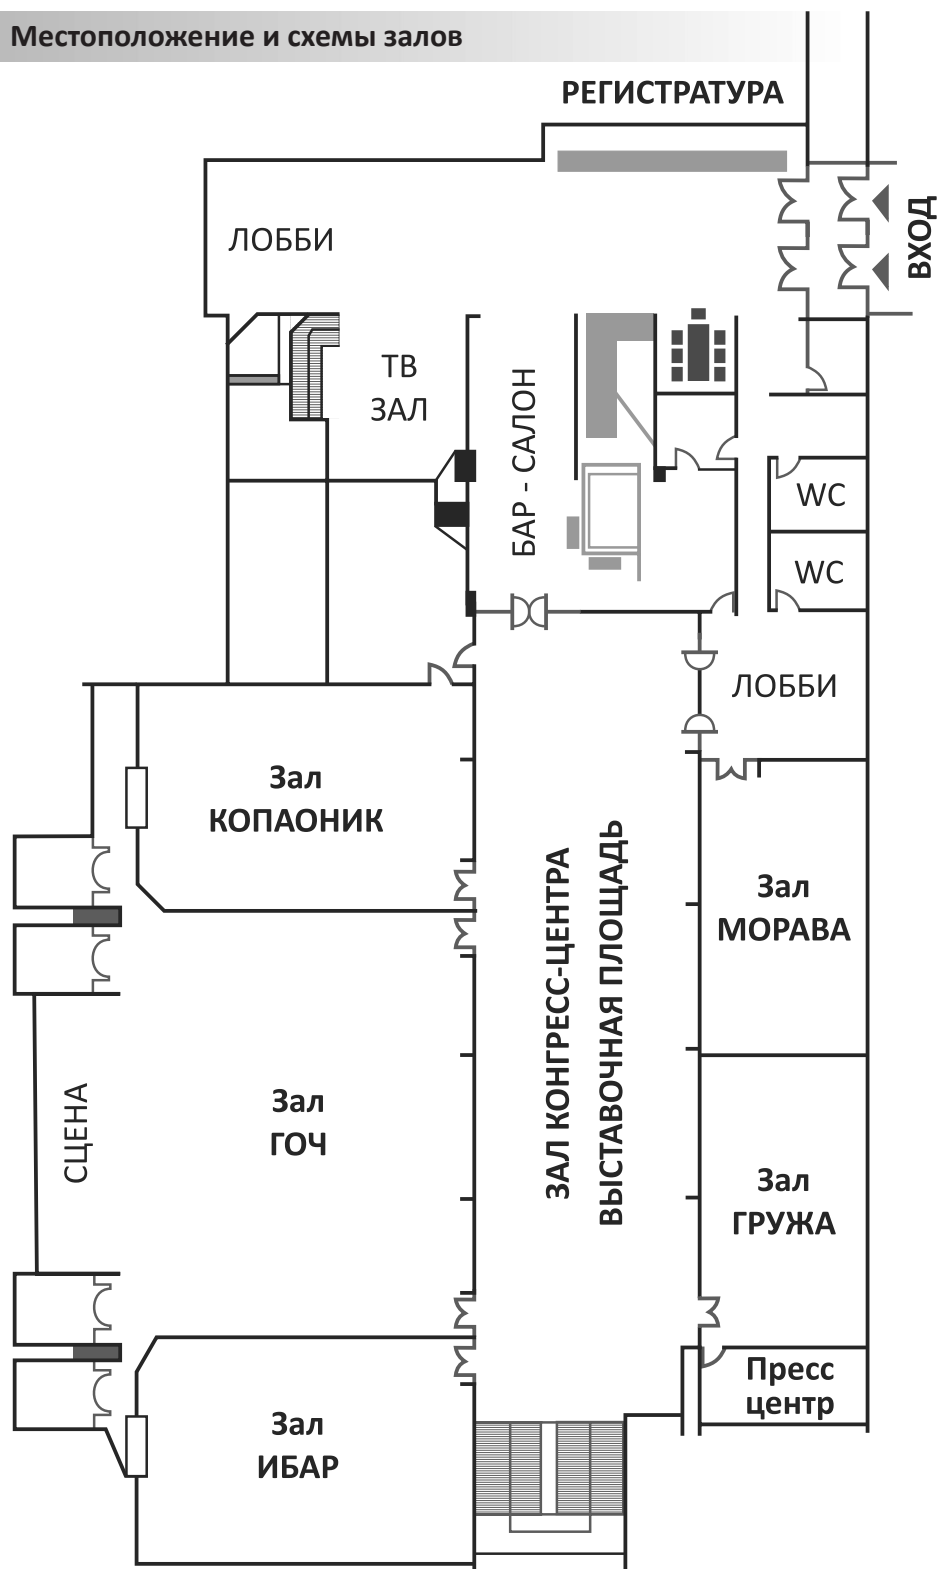 Местоположение и схемы залов
РЕГИСТРАТУРА
ВХОД
ЛОББИ
ТВ
ЗАЛ
БАР - САЛОН
WC
WC
ЛОББИ
Зал
КОПАОНИК
Зал
МОРАВА
ЗАЛ КОНГРЕСС-ЦЕНТРА
ВЫСТАВОЧНАЯ ПЛОЩАДЬ
СЦЕНА
Зал
ГОЧ
Зал
ГРУЖА
Пресс
центр
Зал
ИБАР